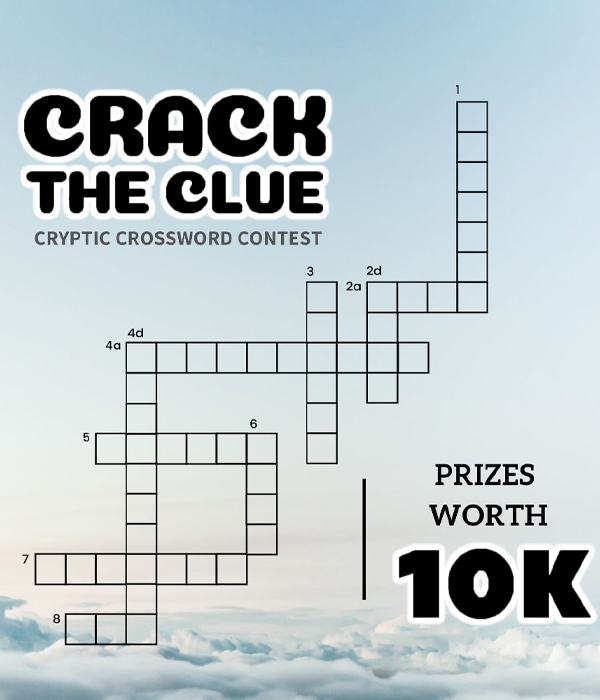 1
CRACK
THE CLUE
CRYPTIC CROSSWORD CONTEST
3
2d
2a
4d
4a
6
5
PRIZES
WORTH
10K
7
8